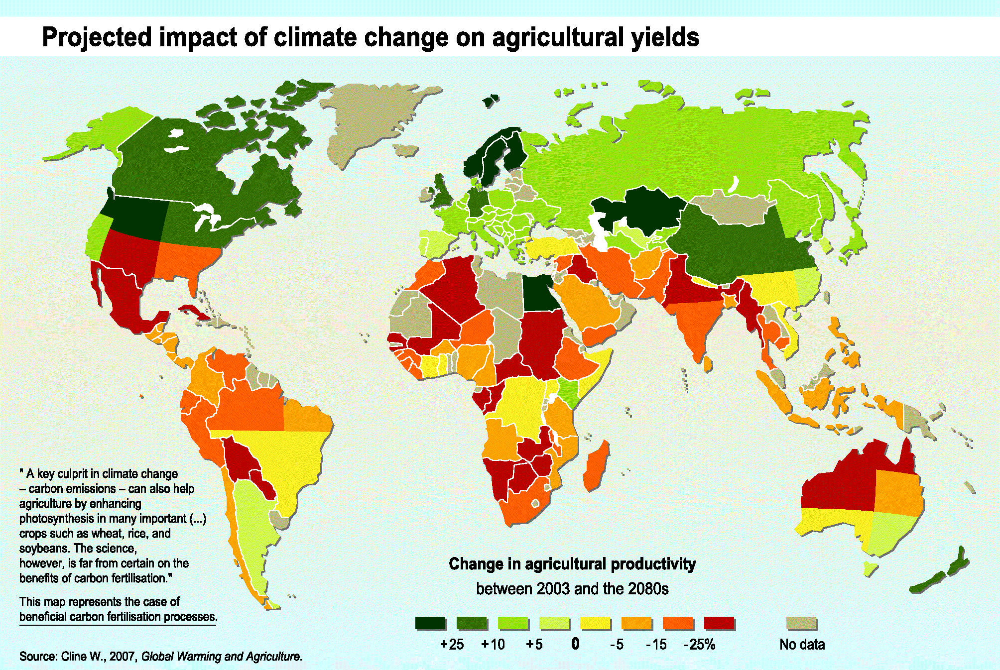 Projected impact of climate change on agricultural yields
" A key culprit in climate change
– carbon emissions – can also help
agriculture by enhancing
photosynthesis in many important (...)
crops such as wheat, rice, and
soybeans. The science,
however, is far from certain on the
benefits of carbon fertilisation."
This map represents the case of
beneficial carbon fertilisation processes.
Source: Cline W., 2007, Global Warming and Agriculture.
Change in agricultural productivity
between 2003 and the 2080s
+25 +10 +5 0 -5 -15 -25% No data